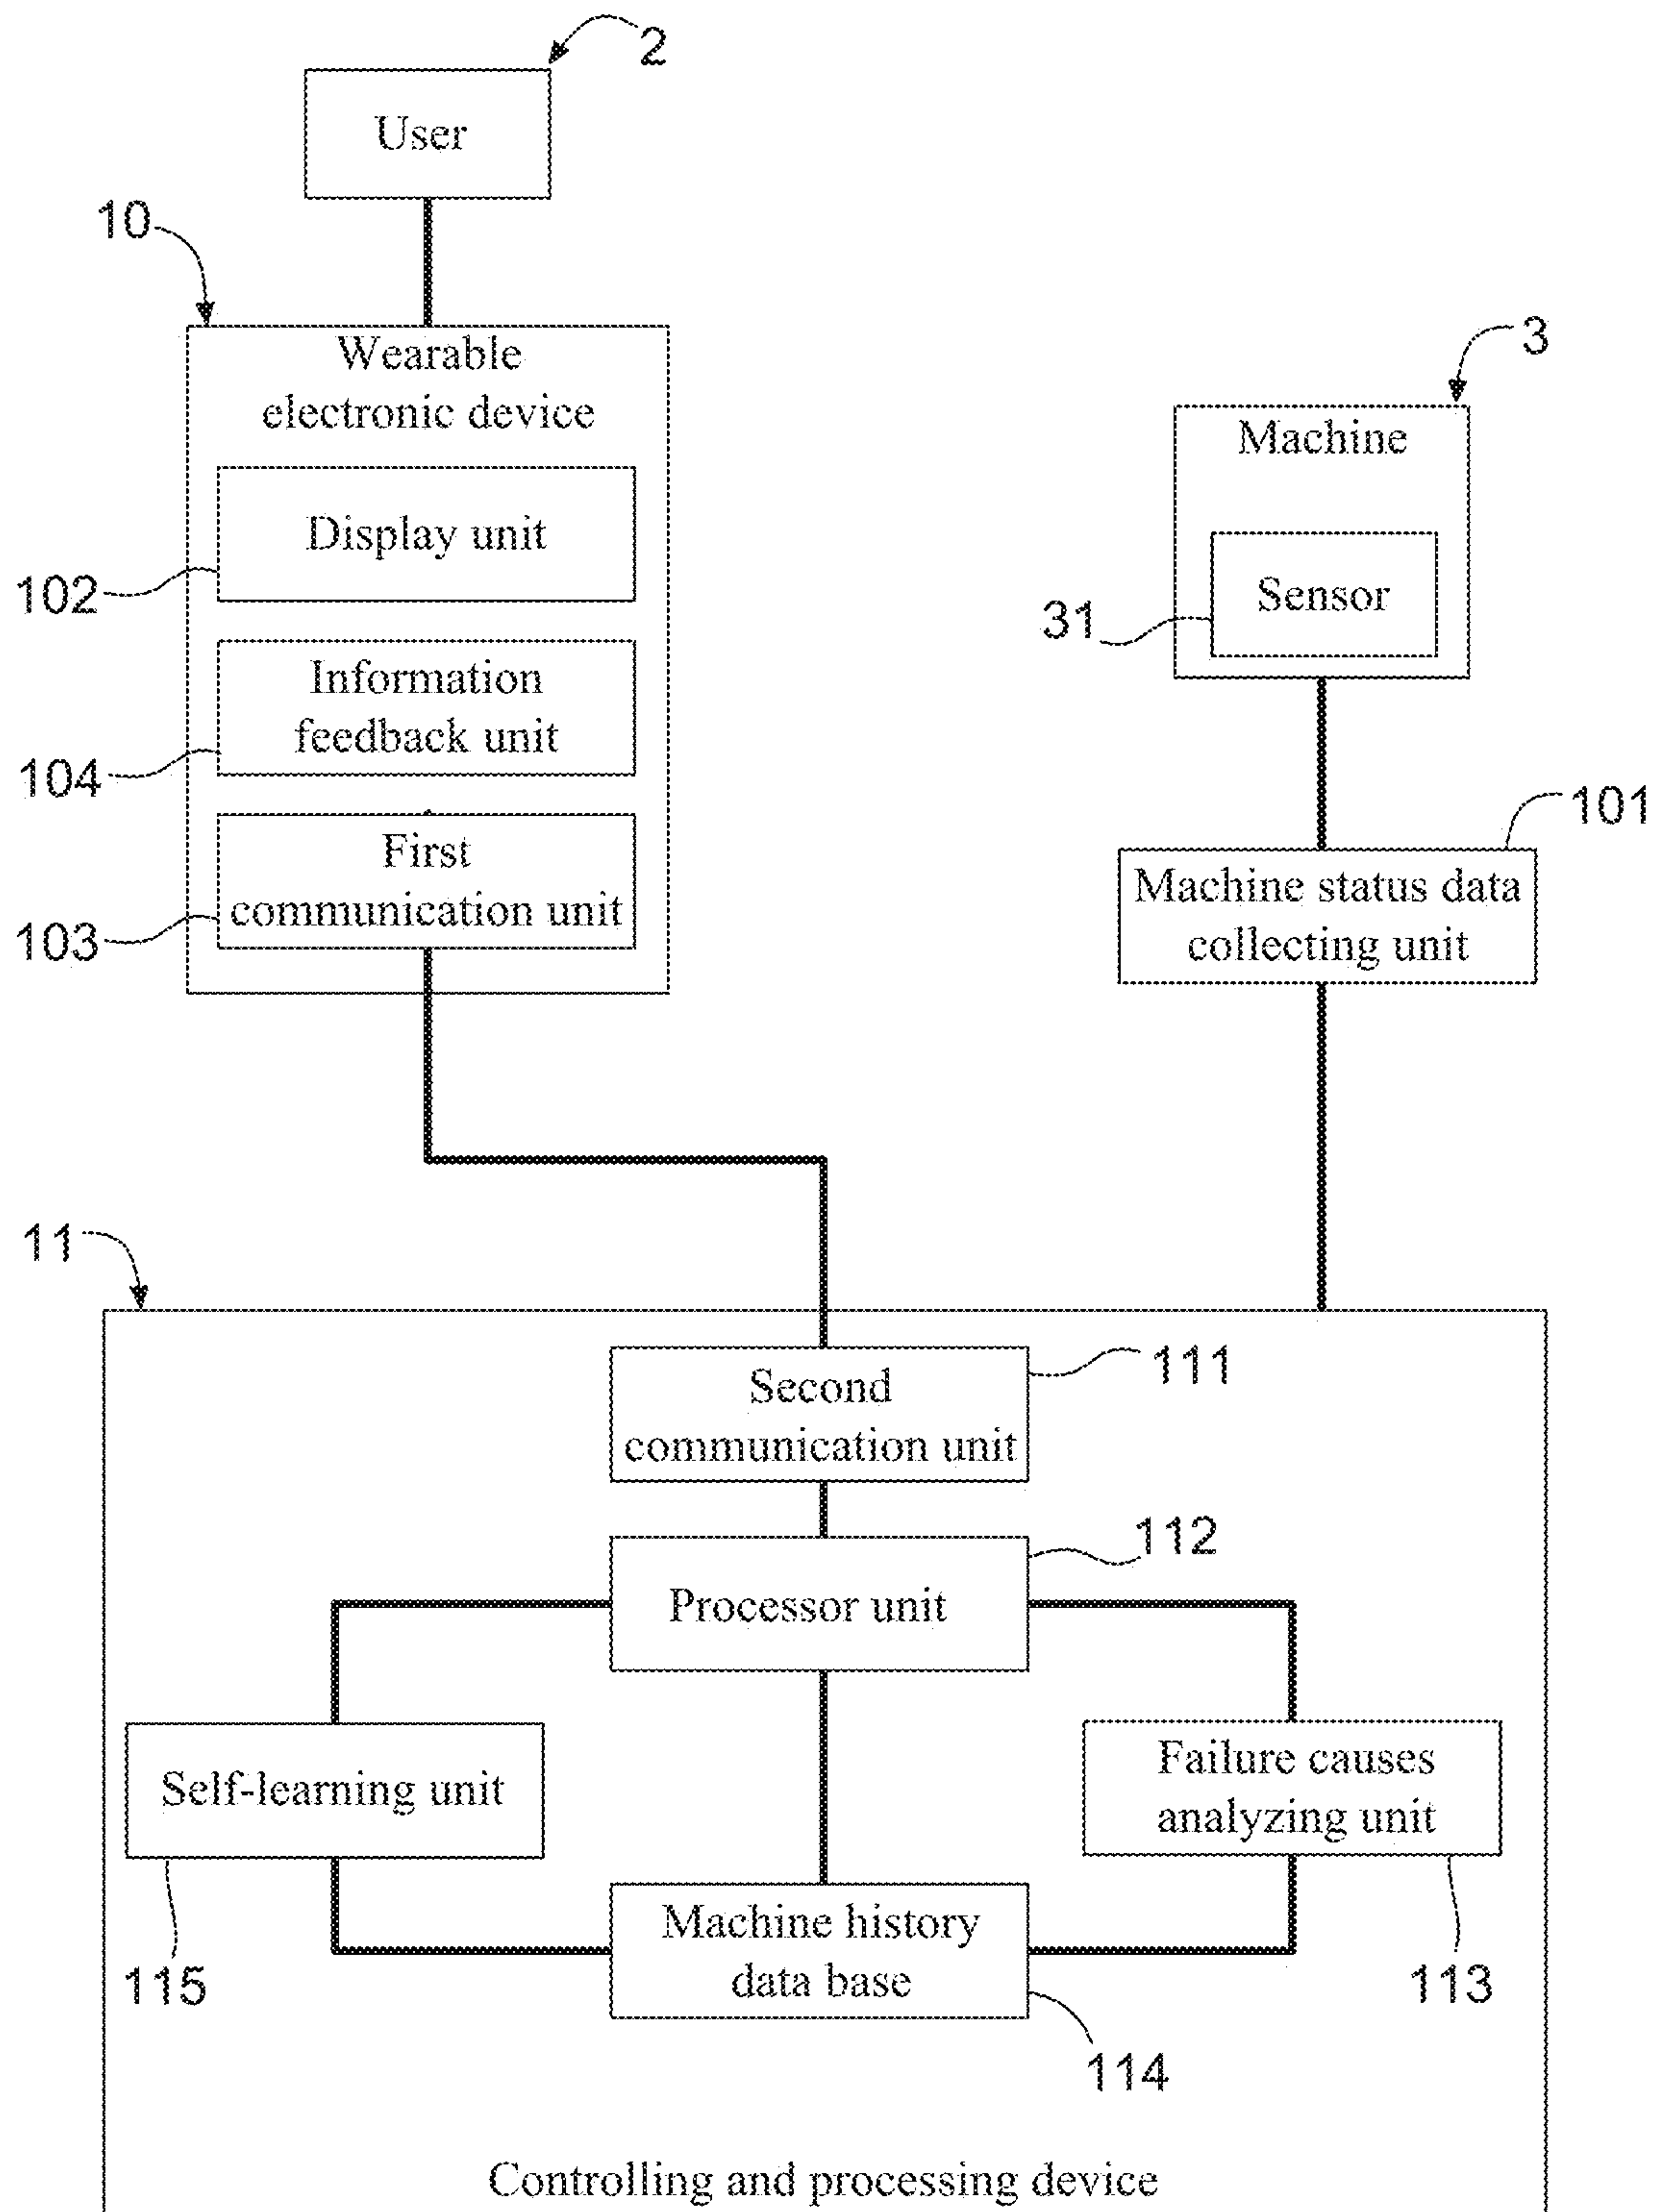 2
User
10
Wearable
electronic device
3
Machine
Display unit
102
Sensor
31
Information
feedback unit
104
101
First
communication unit
103
Machine status data
collecting unit
11
111
Second
communication unit
112
Processor unit
Self-learning unit
Failure causes
analyzing unit
Machine history
data base
115
113
114
Controlling and processing device